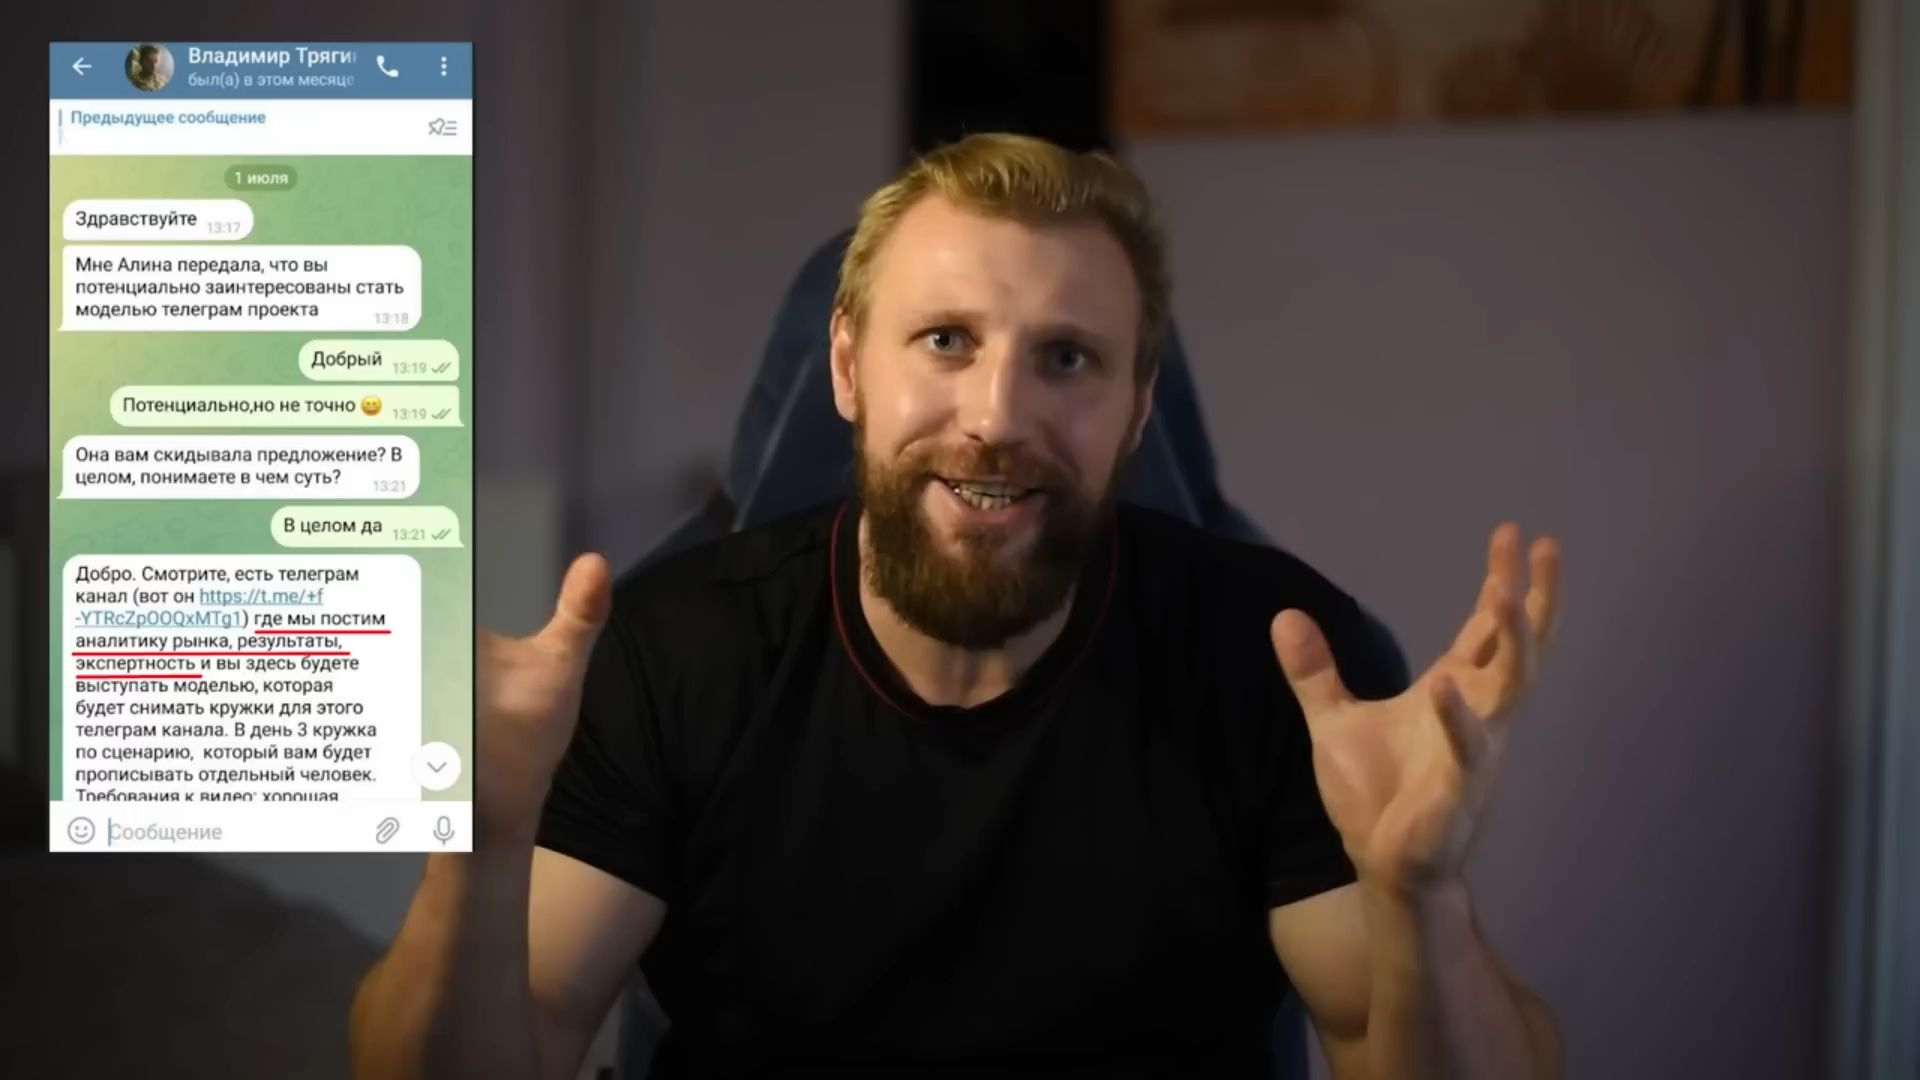 Владимир Тряги
был(а) в этом месяце
Предыдущее сообщение
1 июля
Здравствуйте 13:17
Мне Алина передала, что вы
потенциально заинтересованы стать
моделью телеграм проекта 13:18
Добрый 13:19
Потенциально,но не точно 😄 13:19
Она вам скидывала предложение? В
целом, понимаете в чем суть? 13:21
В целом да 13:21
Добро. Смотрите, есть телеграм
канал (вот он https://t.me/+f
-YTRcZpOOQxMTg1) где мы постим
аналитику рынка, результаты,
экспертность и вы здесь будете
выступать моделью, которая
будет снимать кружки для этого
телеграм канала. В день 3 кружка
по сценарию, который вам будет
прописывать отдельный человек.
Требования к видео: хорошая
Сообщение